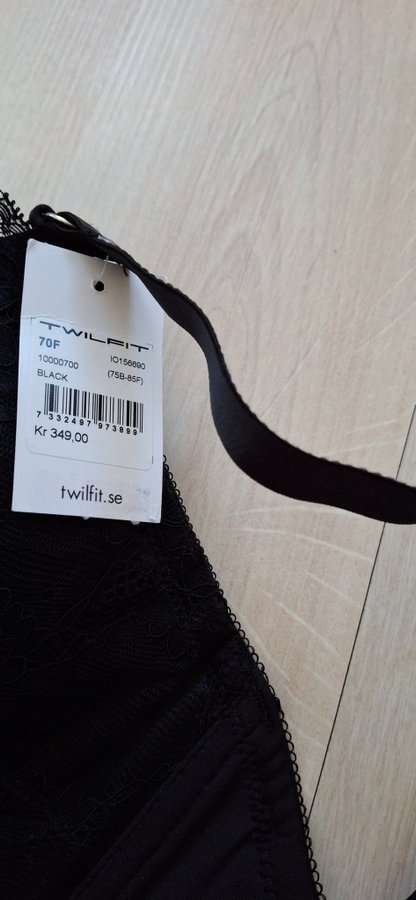 TWILFIT
70F
10000700 IO156690
BLACK (75B-85F)
7 332497 973899
Kr 349,00
twilfit.se